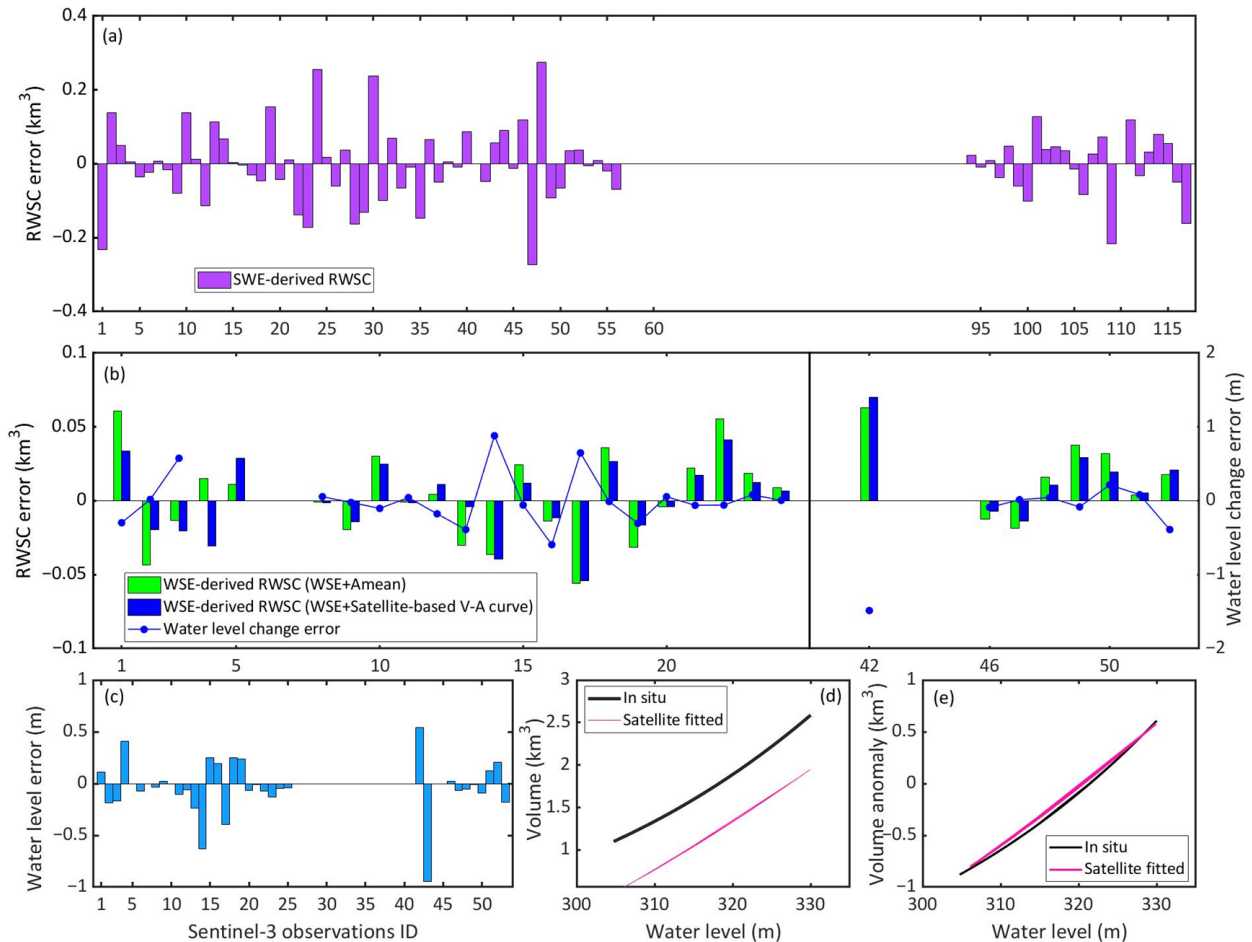 (a)
RWSC error (km³)
0.4
0.2
0
−0.2
−0.4
SWE-derived RWSC
1 5 10 15 20 25 30 35 40 45 50 55 60 95 100 105 110 115
(b)
RWSC error (km³)
0.1
0.05
0
−0.05
−0.1
2
1
0
−1
−2
Water level change error (m)
WSE-derived RWSC (WSE+Amean)
WSE-derived RWSC (WSE+Satellite-based V-A curve)
Water level change error
1 5 10 15 20 42 46 50
(c)
Water level error (m)
1
0.5
0
−0.5
−1
1 5 10 15 20 25 30 35 40 45 50
Sentinel-3 observations ID
(d)
Volume (km³)
3
2.5
2
1.5
1
In situ
Satellite fitted
300 310 320 330
Water level (m)
(e)
Volume anomaly (km³)
1
0.5
0
−0.5
−1
In situ
Satellite fitted
300 310 320 330
Water level (m)